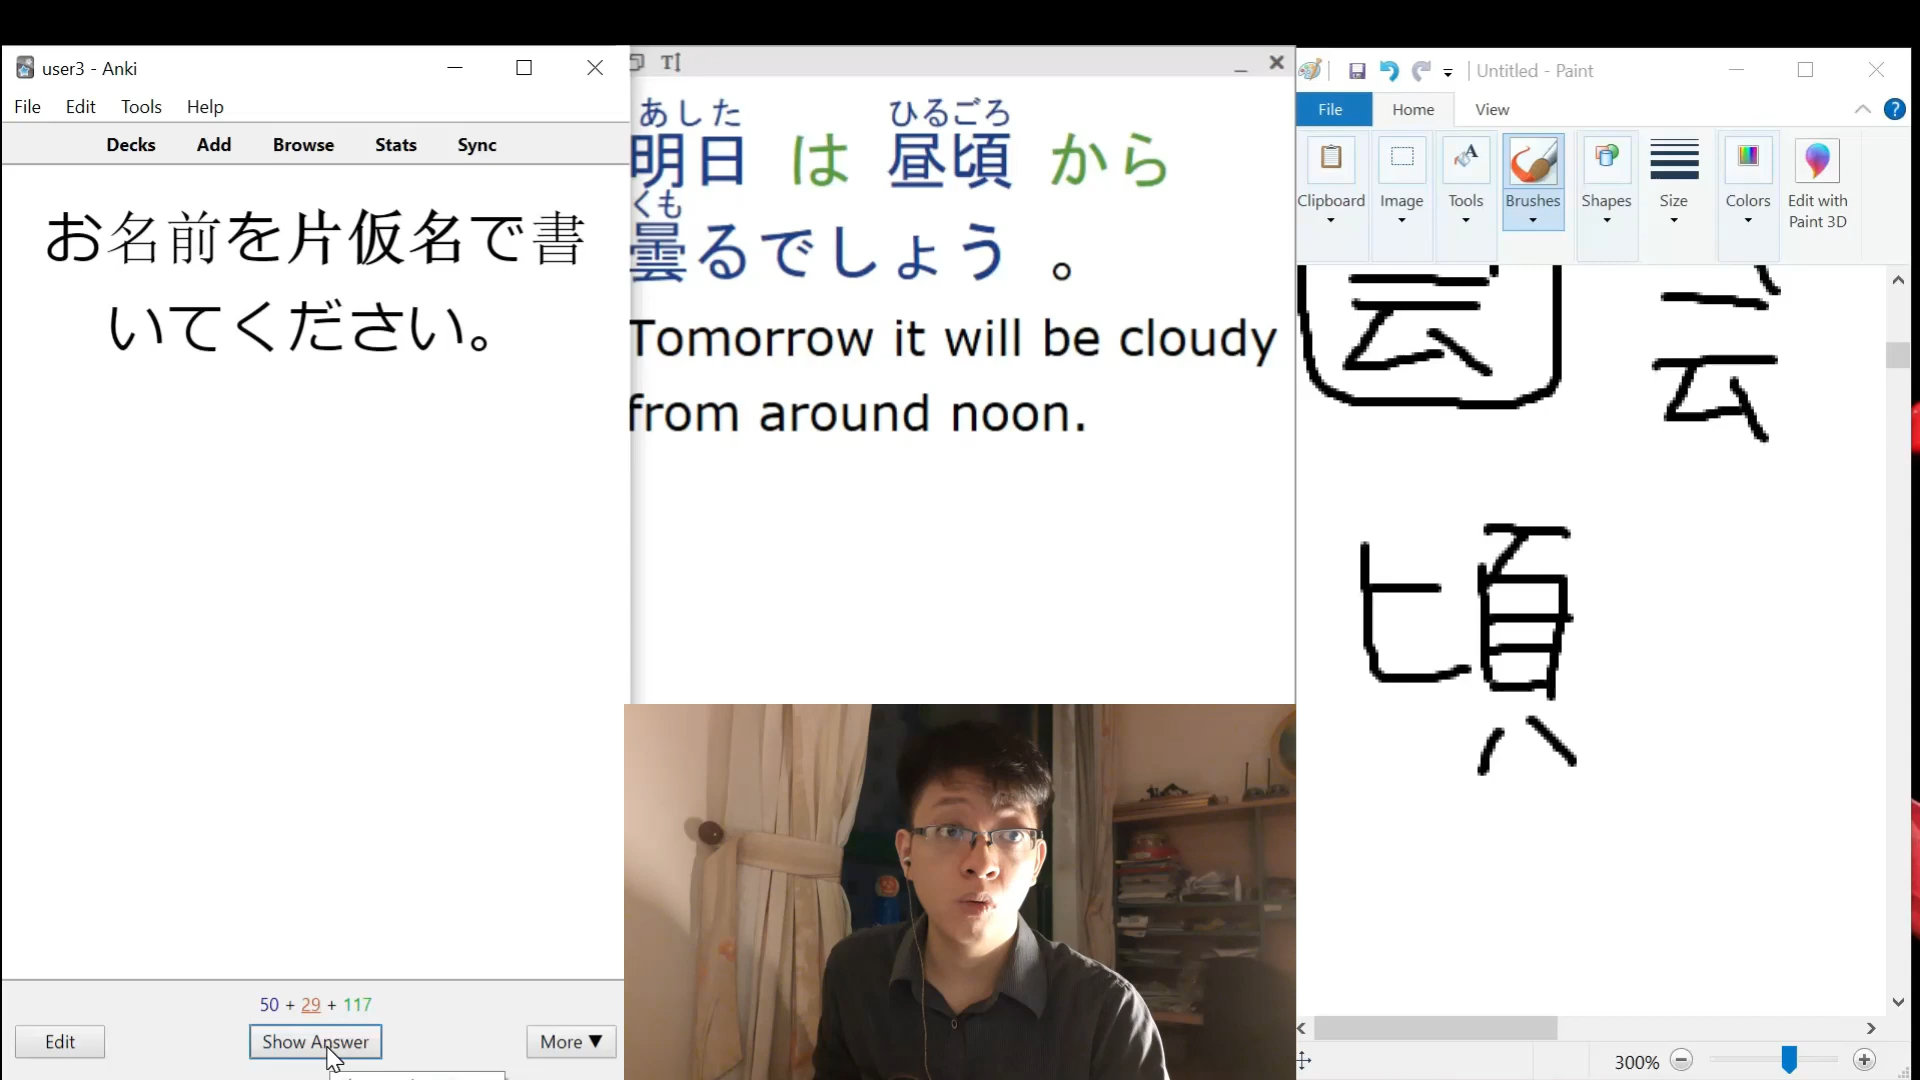 user3 - Anki
File Edit Tools Help
Decks Add Browse Stats Sync
お名前を片仮名で書
いてください。
50 + 29 + 117
Edit
Show Answer
More ▼
あした ひるごろ
明日 は 昼頃 から
くも
曇るでしょう 。
Tomorrow it will be cloudy
from around noon.
Untitled - Paint
File Home View
Clipboard Image Tools Brushes Shapes Size Colors Edit with
Paint 3D
頃
300%